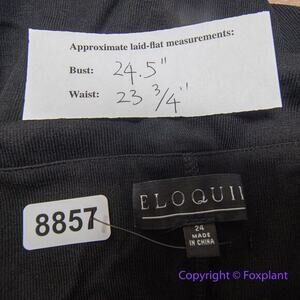 Approximate laid-flat measurements:
Bust: 24.5"
Waist: 23 3/4"
8857
ELOQUII
24
MADE
IN CHINA
Copyright © Foxplant